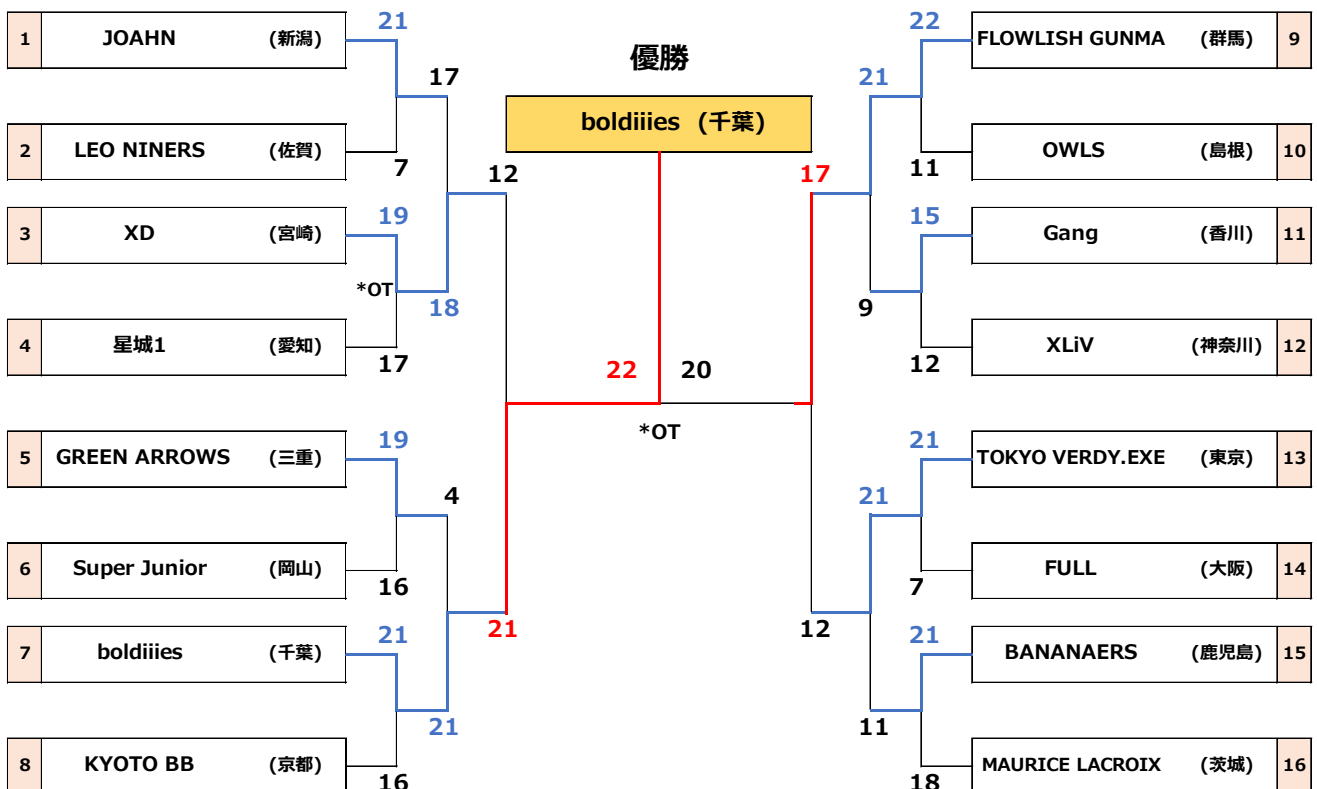 優勝
boldiiies (千葉)
22 20
*OT
1 JOAHN (新潟) 21
17
2 LEO NINERS (佐賀) 7
12
3 XD (宮崎) 19
*OT
18
4 星城1 (愛知) 17
5 GREEN ARROWS (三重) 19
4
6 Super Junior (岡山) 16
21
7 boldiiies (千葉) 21
21
8 KYOTO BB (京都) 16
22 FLOWLISH GUNMA (群馬) 9
21
11 OWLS (島根) 10
17
15 Gang (香川) 11
9
12 XLiV (神奈川) 12
21 TOKYO VERDY.EXE (東京) 13
21
7 FULL (大阪) 14
12
21 BANANAERS (鹿児島) 15
11
18 MAURICE LACROIX (茨城) 16